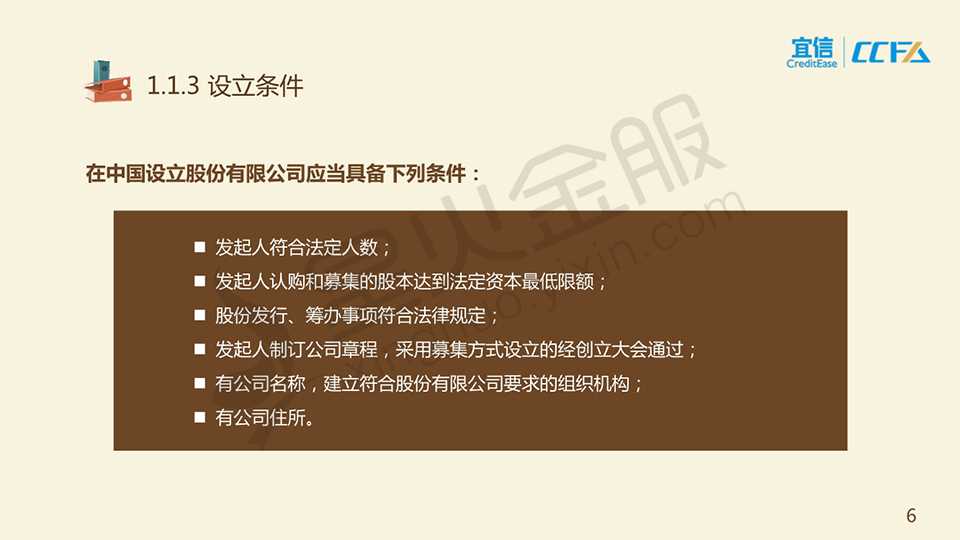 宜信
CreditEase
CCFA
1.1.3 设立条件
在中国设立股份有限公司应当具备下列条件：
■ 发起人符合法定人数；
■ 发起人认购和募集的股本达到法定资本最低限额；
■ 股份发行、筹办事项符合法律规定；
■ 发起人制订公司章程，采用募集方式设立的经创立大会通过；
■ 有公司名称，建立符合股份有限公司要求的组织机构；
■ 有公司住所。
星火金服
xinghuo.yixin.com
6